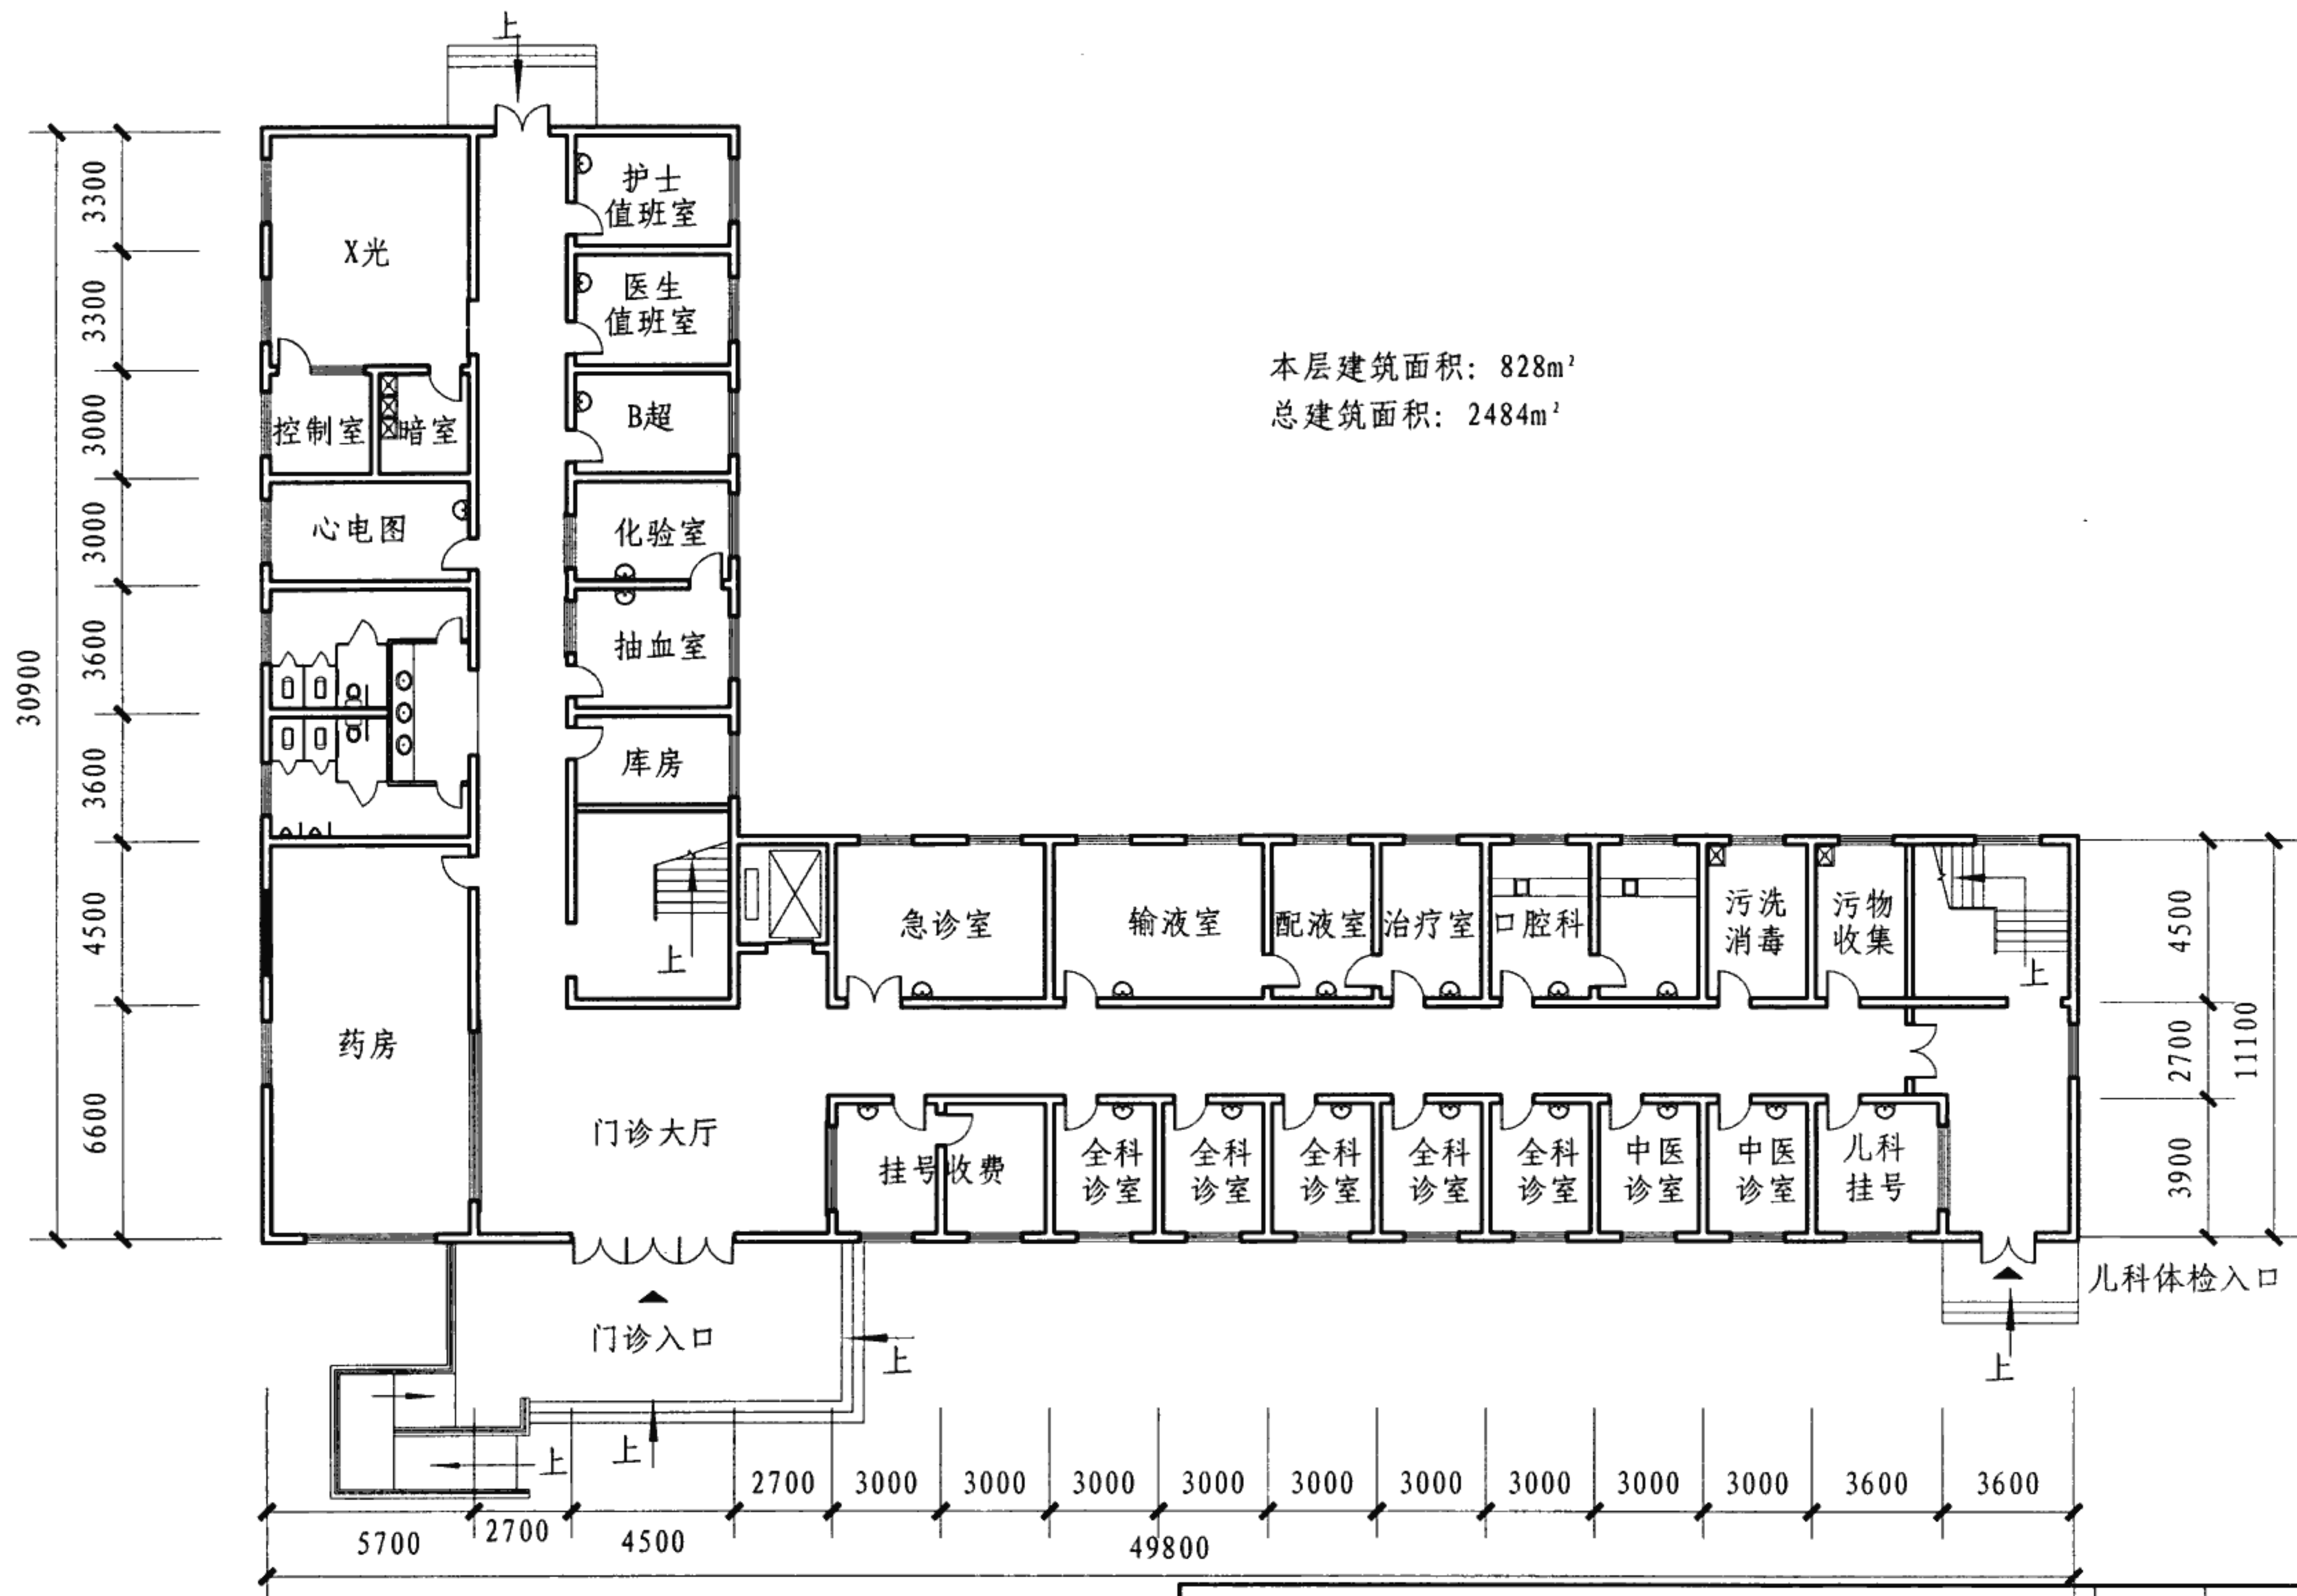 上
护士
值班室
X光
医生
值班室
控制室
暗室
B超
心电图
化验室
抽血室
库房
上
药房
门诊大厅
急诊室
输液室
配液室
治疗室
口腔科
污洗
消毒
污物
收集
上
挂号收费
全科
诊室
全科
诊室
全科
诊室
全科
诊室
全科
诊室
中医
诊室
中医
诊室
儿科
挂号
门诊入口
上
上
上
儿科体检入口
上
本层建筑面积: 828m²
总建筑面积: 2484m²
30900
3300
3300
3000
3000
3600
3600
4500
6600
4500
2700
3900
11100
5700
2700
4500
2700
3000
3000
3000
3000
3000
3000
3000
3000
3000
3600
3600
49800